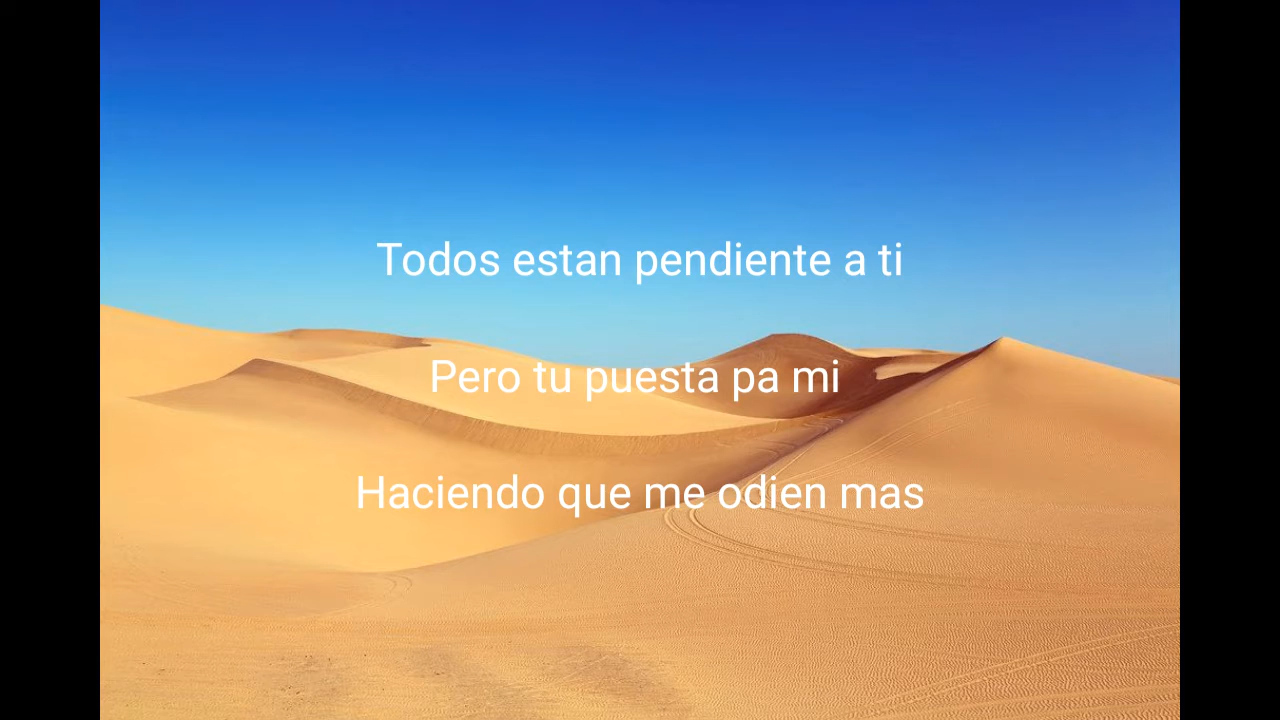 Todos estan pendiente a ti
Pero tu puesta pa mi
Haciendo que me odien mas